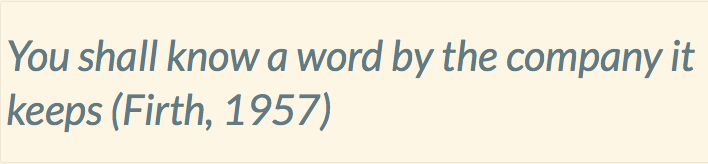 You shall know a word by the company it
keeps (Firth, 1957)